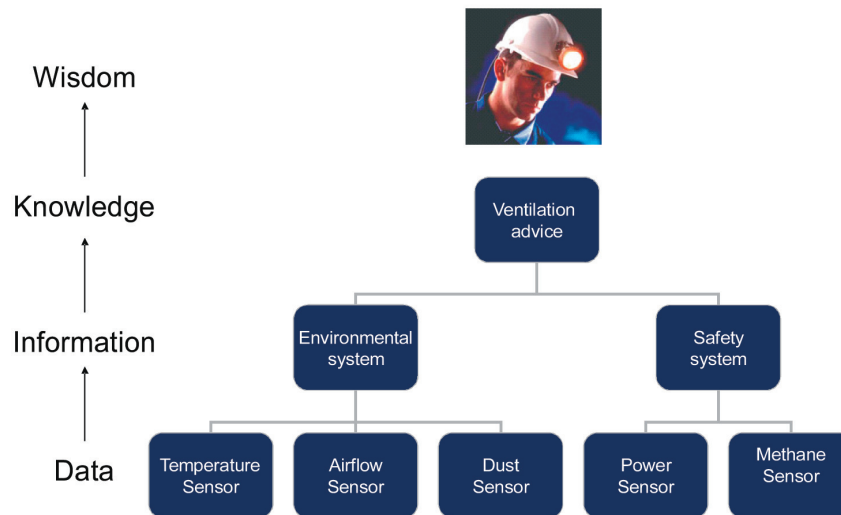 Wisdom
Knowledge
Ventilation
advice
Information
Environmental
system
Safety
system
Data
Temperature
Sensor
Airflow
Sensor
Dust
Sensor
Power
Sensor
Methane
Sensor